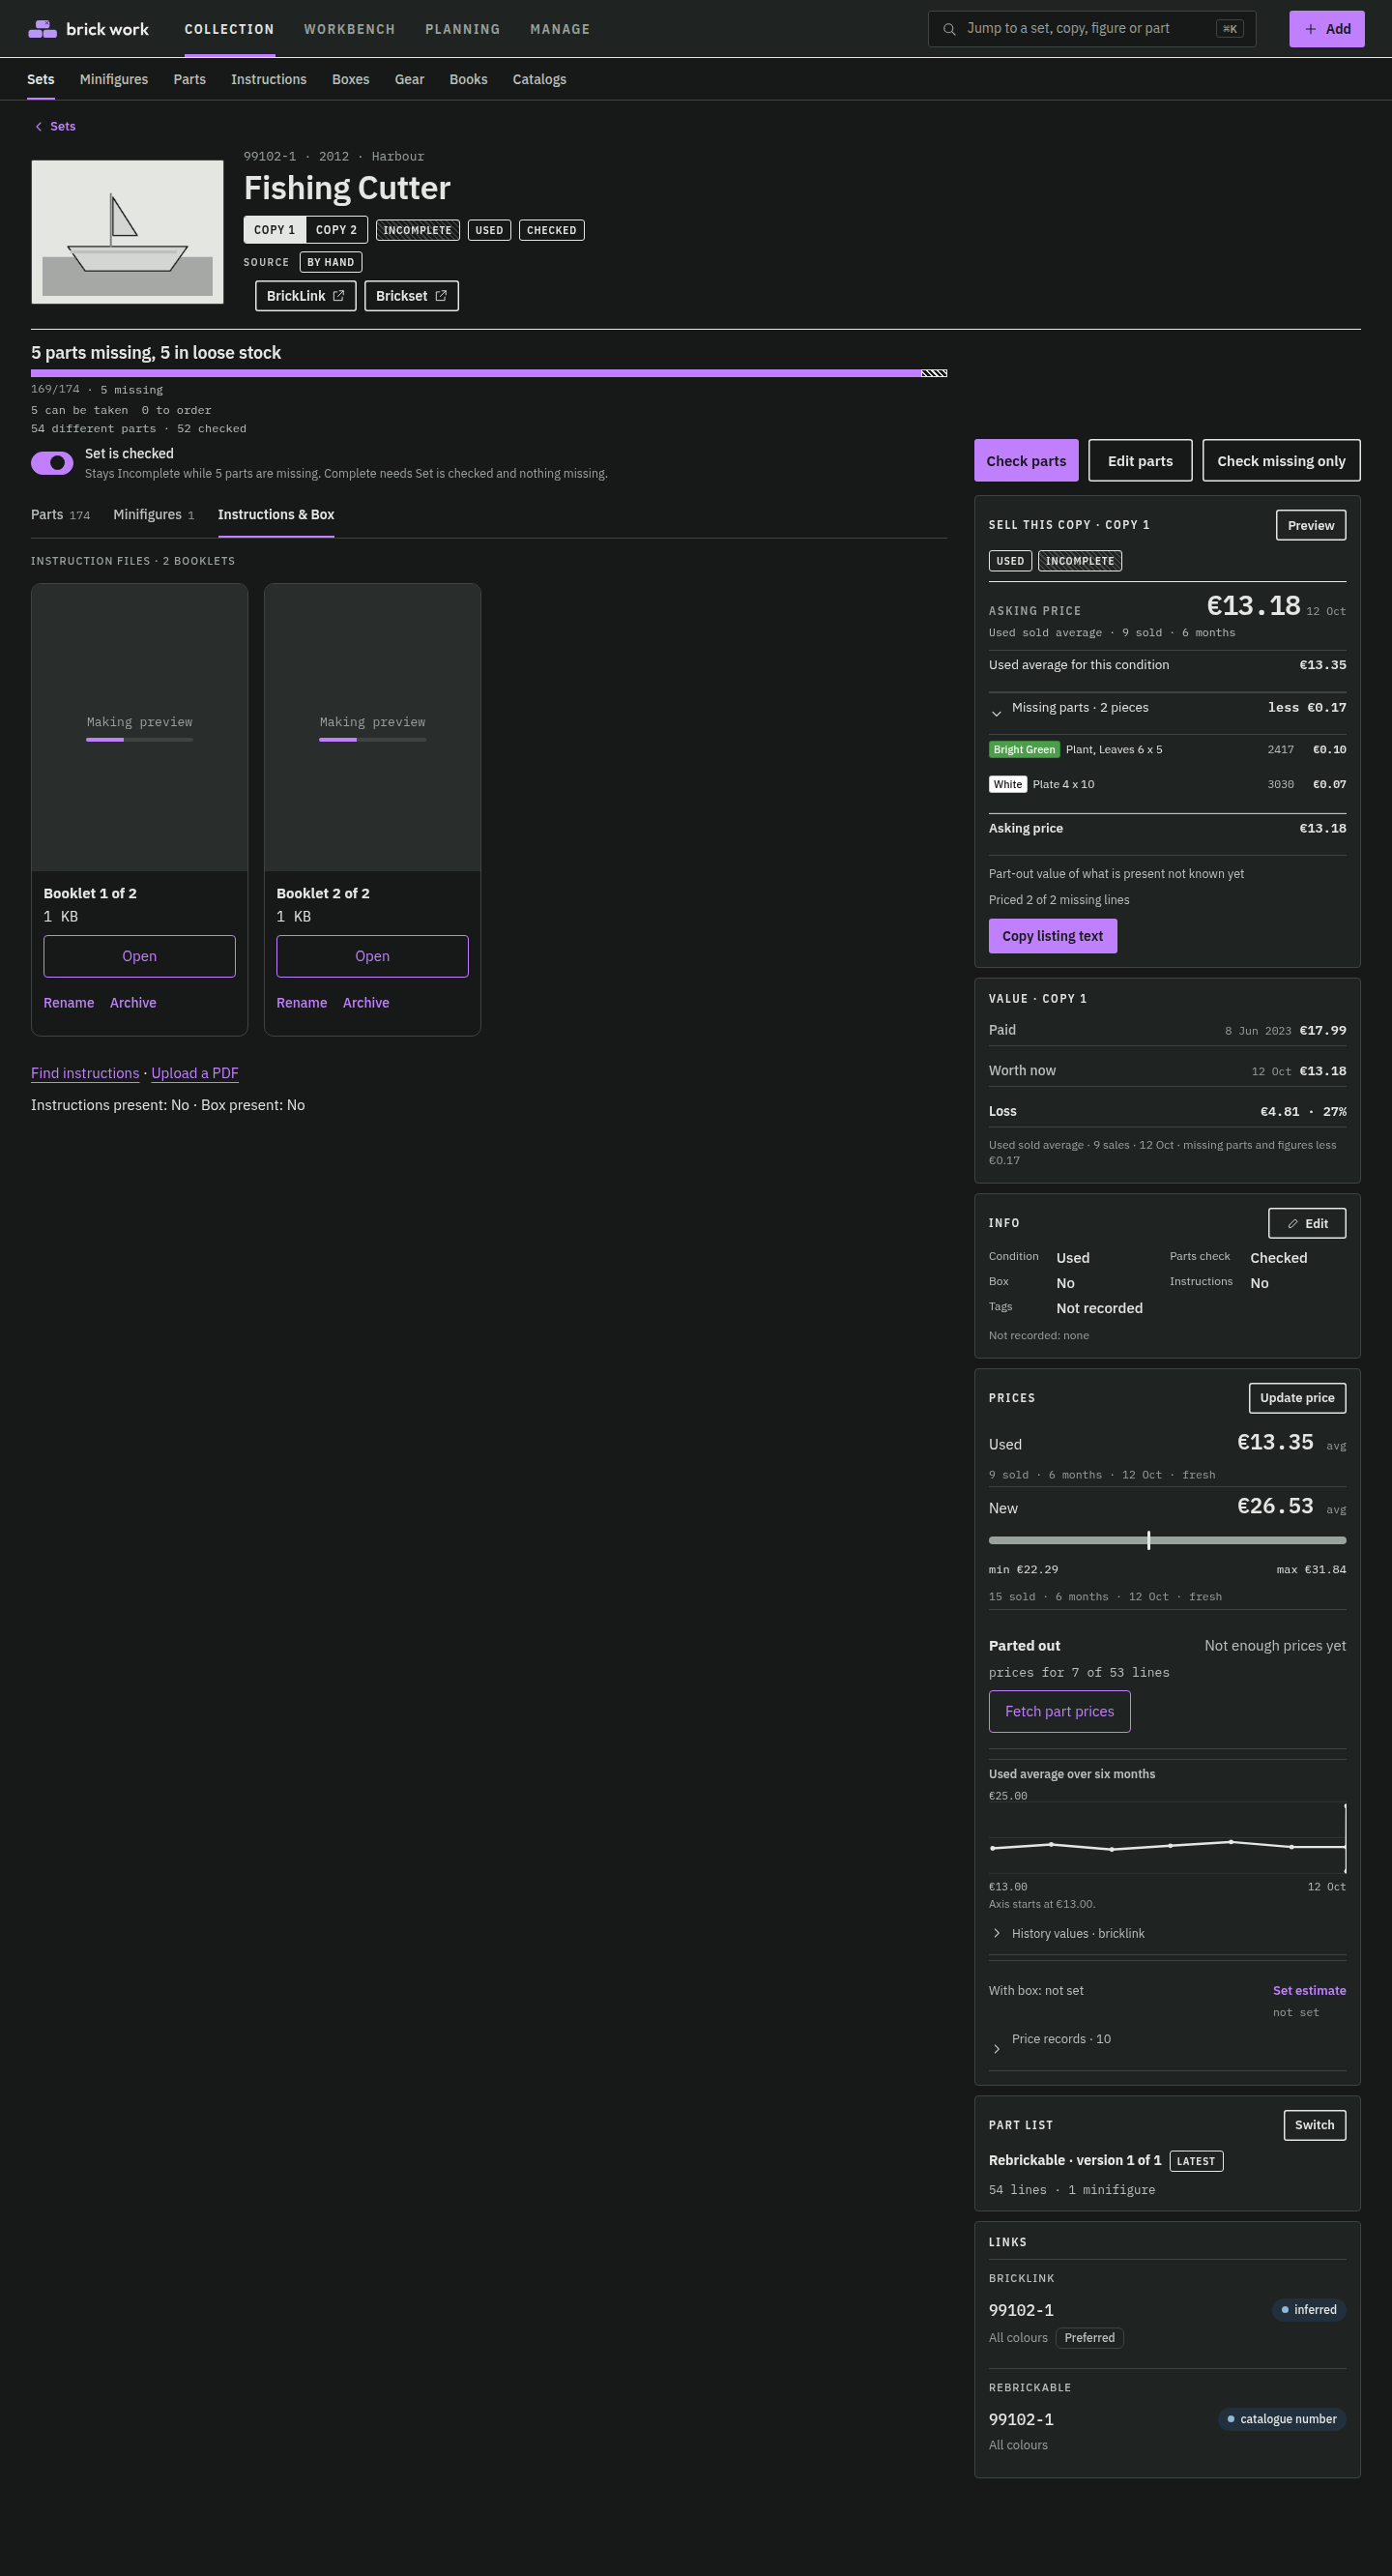 brick work
COLLECTION WORKBENCH PLANNING MANAGE
Jump to a set, copy, figure or part ⌘K
+ Add
Sets Minifigures Parts Instructions Boxes Gear Books Catalogs
Sets
99102-1 · 2012 · Harbour
Fishing Cutter
COPY 1 COPY 2 INCOMPLETE USED CHECKED
SOURCE BY HAND
BrickLink Brickset
5 parts missing, 5 in loose stock
169/174 · 5 missing
5 can be taken 0 to order
54 different parts · 52 checked
Set is checked
Stays Incomplete while 5 parts are missing. Complete needs Set is checked and nothing missing.
Parts 174 Minifigures 1 Instructions & Box
INSTRUCTION FILES · 2 BOOKLETS
Making preview Making preview
Booklet 1 of 2 Booklet 2 of 2
1 KB 1 KB
Open Open
Rename Archive Rename Archive
Find instructions · Upload a PDF
Instructions present: No · Box present: No
Check parts Edit parts Check missing only
SELL THIS COPY · COPY 1 Preview
USED INCOMPLETE
ASKING PRICE €13.18 12 Oct
Used sold average · 9 sold · 6 months
Used average for this condition €13.35
Missing parts · 2 pieces less €0.17
Bright Green Plant, Leaves 6 x 5 2417 €0.10
White Plate 4 x 10 3030 €0.07
Asking price €13.18
Part-out value of what is present not known yet
Priced 2 of 2 missing lines
Copy listing text
VALUE · COPY 1
Paid 8 Jun 2023 €17.99
Worth now 12 Oct €13.18
Loss €4.81 · 27%
Used sold average · 9 sales · 12 Oct · missing parts and figures less
€0.17
INFO Edit
Condition Used Parts check Checked
Box No Instructions No
Tags Not recorded
Not recorded: none
PRICES Update price
Used €13.35 avg
9 sold · 6 months · 12 Oct · fresh
New €26.53 avg
min €22.29 max €31.84
15 sold · 6 months · 12 Oct · fresh
Parted out Not enough prices yet
prices for 7 of 53 lines
Fetch part prices
Used average over six months
€25.00
€13.00 12 Oct
Axis starts at €13.00.
History values · bricklink
With box: not set Set estimate
not set
Price records · 10
PART LIST Switch
Rebrickable · version 1 of 1 LATEST
54 lines · 1 minifigure
LINKS
BRICKLINK
99102-1 inferred
All colours Preferred
REBRICKABLE
99102-1 catalogue number
All colours